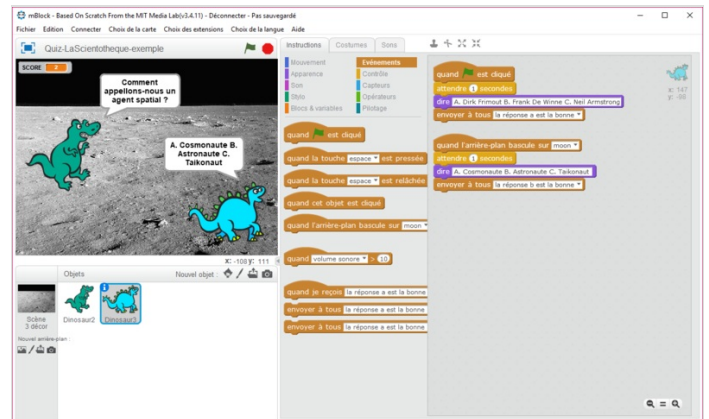 mBlock - Based On Scratch From the MIT Media Lab(v3.4.11) - Déconnecter - Pas sauvegardé
Fichier Edition Connecter Choix de la carte Choix des extensions Choix de la langue Aide
Quiz-LaScientotheque-exemple
SCORE 2
Comment
appellons-nous un
agent spatial ?
A. Cosmonaute B.
Astronaute C.
Taikonaut
X: -108 y: 111
Objets
Nouvel objet :
Scène
3 décor
Nouvel arrière-plan :
Dinosaur2
Dinosaur3
Instructions Costumes Sons
Mouvement Evénements
Apparence Contrôle
Son Capteurs
Stylo Opérateurs
Blocs & variables Pilotage
quand est cliqué
quand la touche espace est pressée
quand la touche espace est relâchée
quand cet objet est cliqué
quand l'arrière-plan bascule sur moon
quand volume sonore > 10
quand je reçois la réponse a est la bonne
envoyer à tous la réponse a est la bonne
envoyer à tous la réponse a est la bonne
quand est cliqué
attendre 1 secondes
dire A. Dirk Frimout B. Frank De Winne C. Neil Armstrong
envoyer à tous la réponse a est la bonne
quand l'arrière-plan bascule sur moon
attendre 1 secondes
dire A. Cosmonaute B. Astronaute C. Taikonaut
envoyer à tous la réponse b est la bonne
x: 147